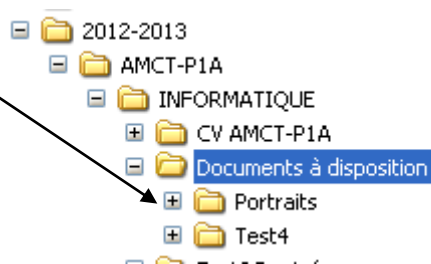 2012-2013
AMCT-P1A
INFORMATIQUE
CV AMCT-P1A
Documents à disposition
Portraits
Test4